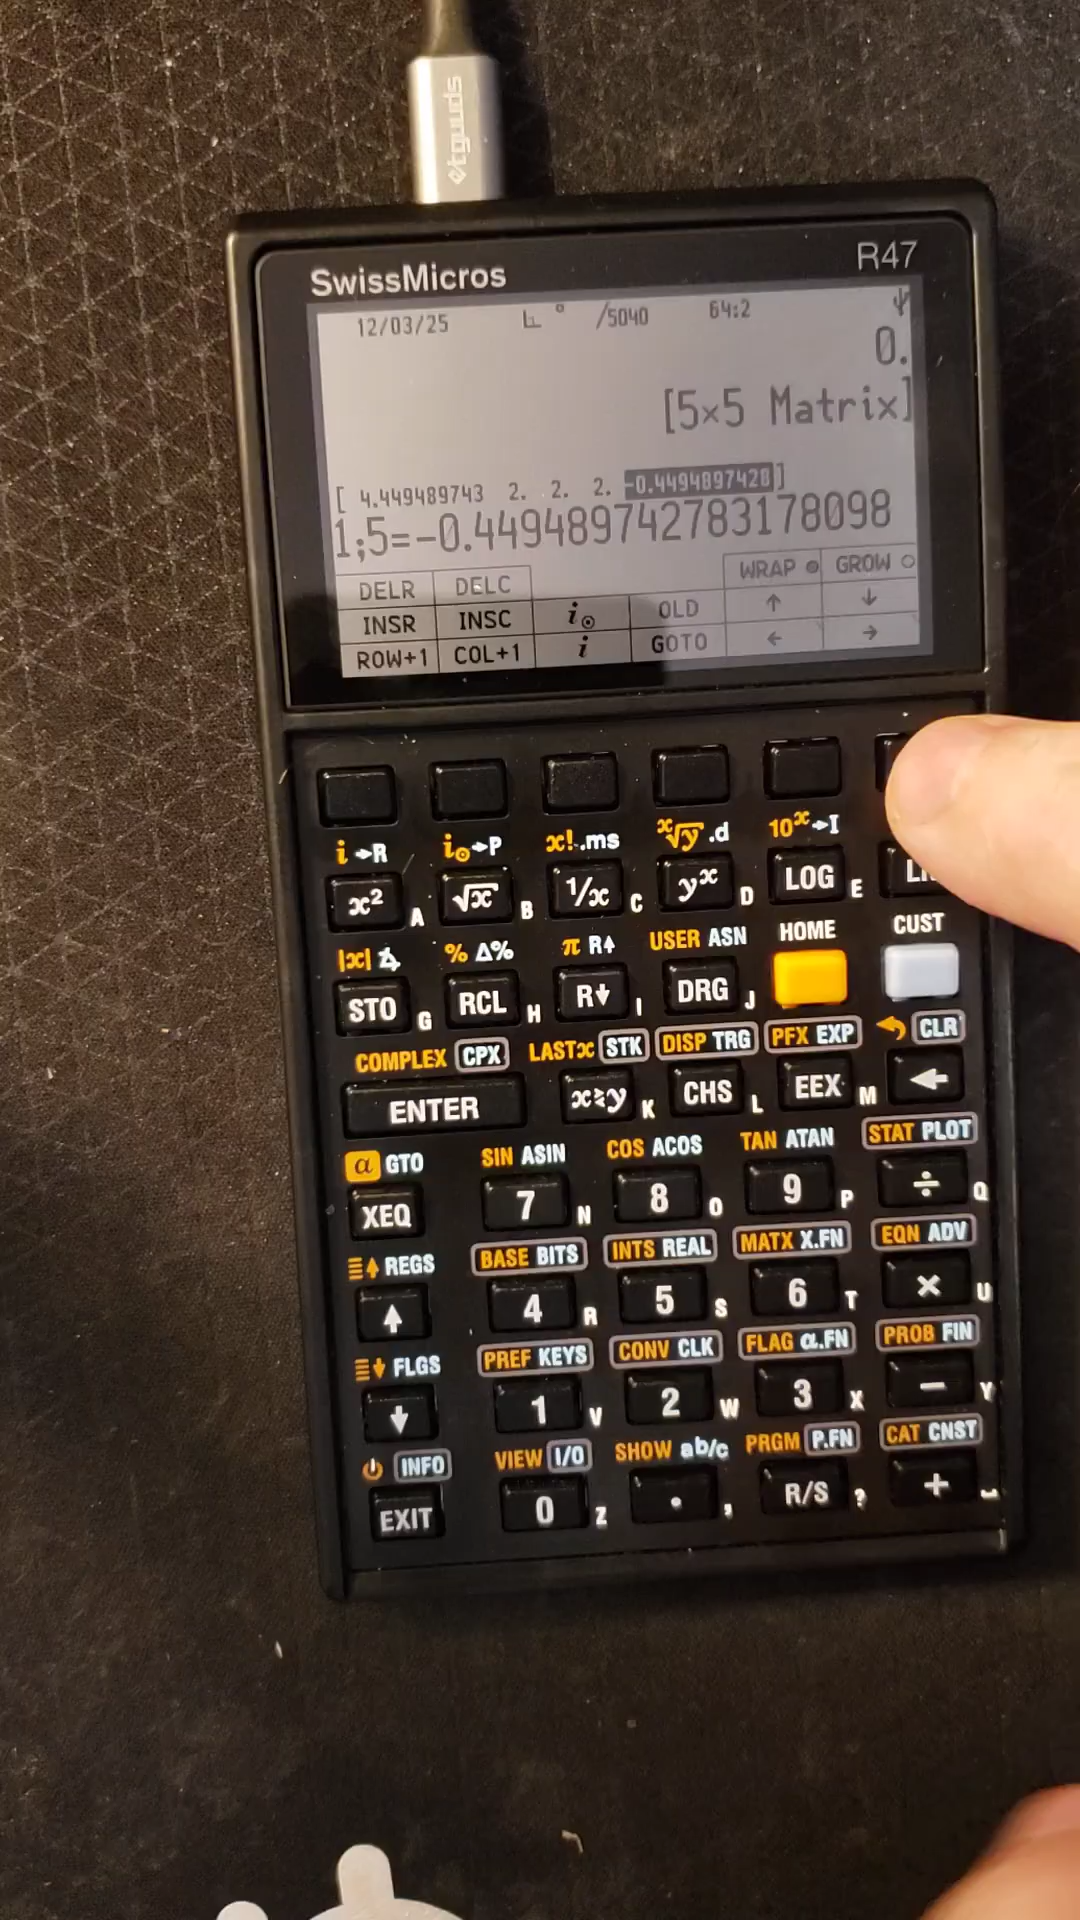 etguuds
SwissMicros R47
12/03/25 ° /5040 64:2
0.
[5×5 Matrix]
[ 4.449489743 2. 2. 2. -0.4494897428]
1;5=-0.449489742783178098
DELR DELC WRAP GROW
INSR INSC i⊙ OLD ↑ ↓
ROW+1 COL+1 i GOTO ← →
i →R i⊙ →P x! .ms ˣ√y .d 10ˣ →I
x² A √x B 1/x C yˣ D LOG E
|x| ∡ % Δ% π R↑ USER ASN HOME CUST
STO G RCL H R↓ I DRG J
COMPLEX CPX LASTx STK DISP TRG PFX EXP CLR
ENTER x≷y K CHS L EEX M ←
α GTO SIN ASIN COS ACOS TAN ATAN STAT PLOT
XEQ 7 N 8 O 9 P ÷ Q
≡↑ REGS BASE BITS INTS REAL MATX X.FN EQN ADV
↑ 4 R 5 S 6 T × U
≡↓ FLGS PREF KEYS CONV CLK FLAG α.FN PROB FIN
↓ 1 V 2 W 3 X − Y
INFO VIEW I/O SHOW ab/c PRGM P.FN CAT CNST
EXIT 0 Z . , R/S ? + ␣